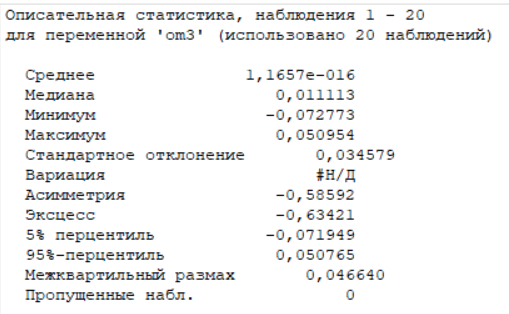 Описательная статистика, наблюдения 1 - 20
для переменной 'om3' (использовано 20 наблюдений)
Среднее 1,1657e-016
Медиана 0,011113
Минимум -0,072773
Максимум 0,050954
Стандартное отклонение 0,034579
Вариация #Н/Д
Асимметрия -0,58592
Эксцесс -0,63421
5% перцентиль -0,071949
95%-перцентиль 0,050765
Межквартильный размах 0,046640
Пропущенные набл. 0